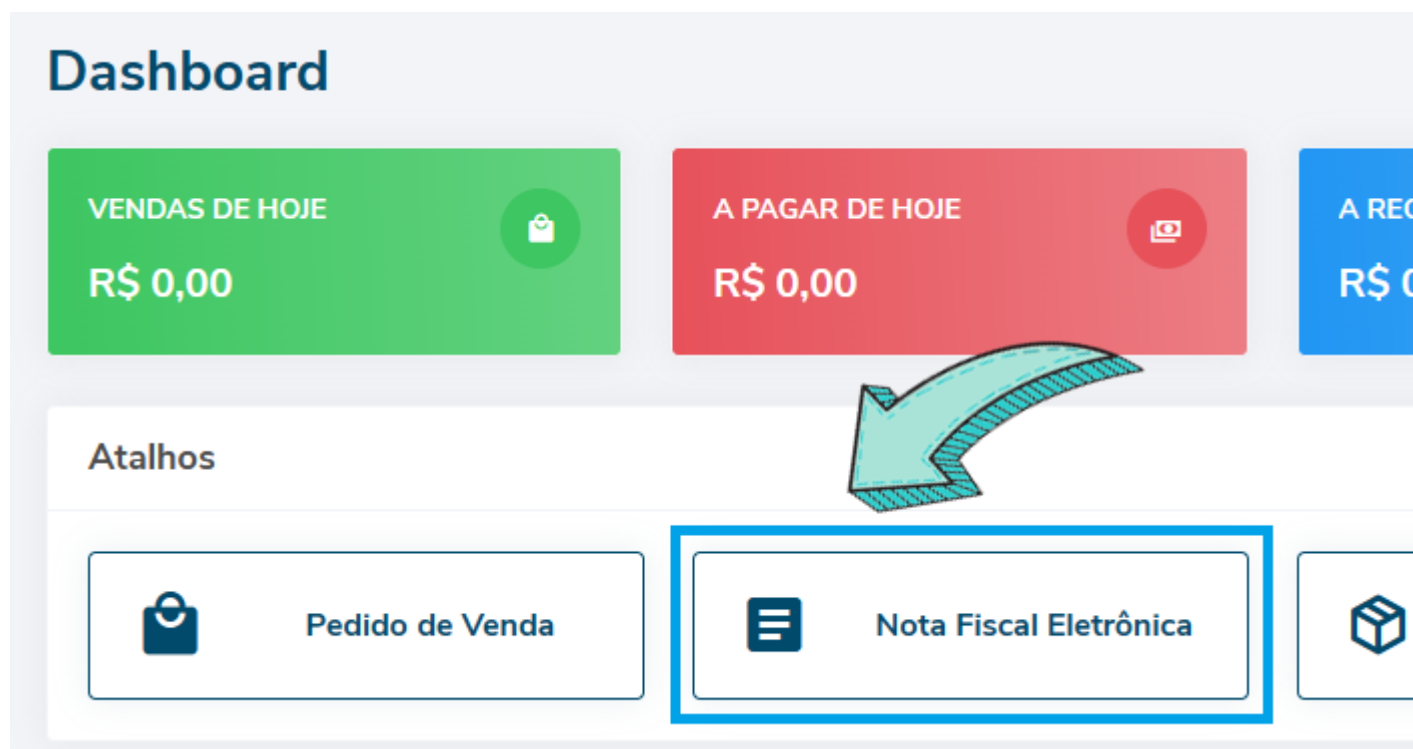 Dashboard
VENDAS DE HOJE
R$ 0,00
A PAGAR DE HOJE
R$ 0,00
A
R$
Atalhos
Pedido de Venda
Nota Fiscal Eletrônica